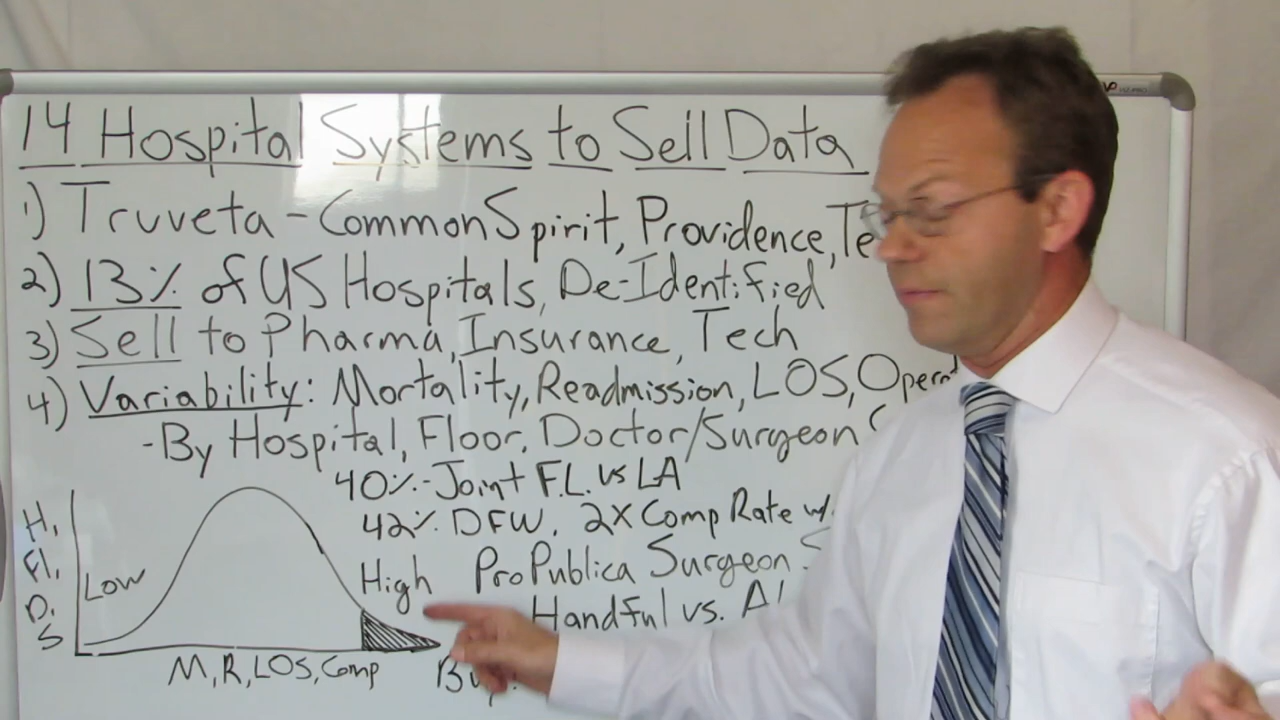 14 Hospital Systems to Sell Data
1) Truveta - CommonSpirit, Providence, Te
2) 13% of US Hospitals, De-Identified
3) Sell to Pharma, Insurance, Tech
4) Variability: Mortality, Readmission, LOS, Operat
-By Hospital, Floor, Doctor/Surgeon
40%-Joint F.L. vs LA
42% DFW, 2X Comp Rate w/
ProPublica Surgeon S
Handful vs. Al
H,
Fl,
D,
S
Low
High
M, R, LOS, Comp